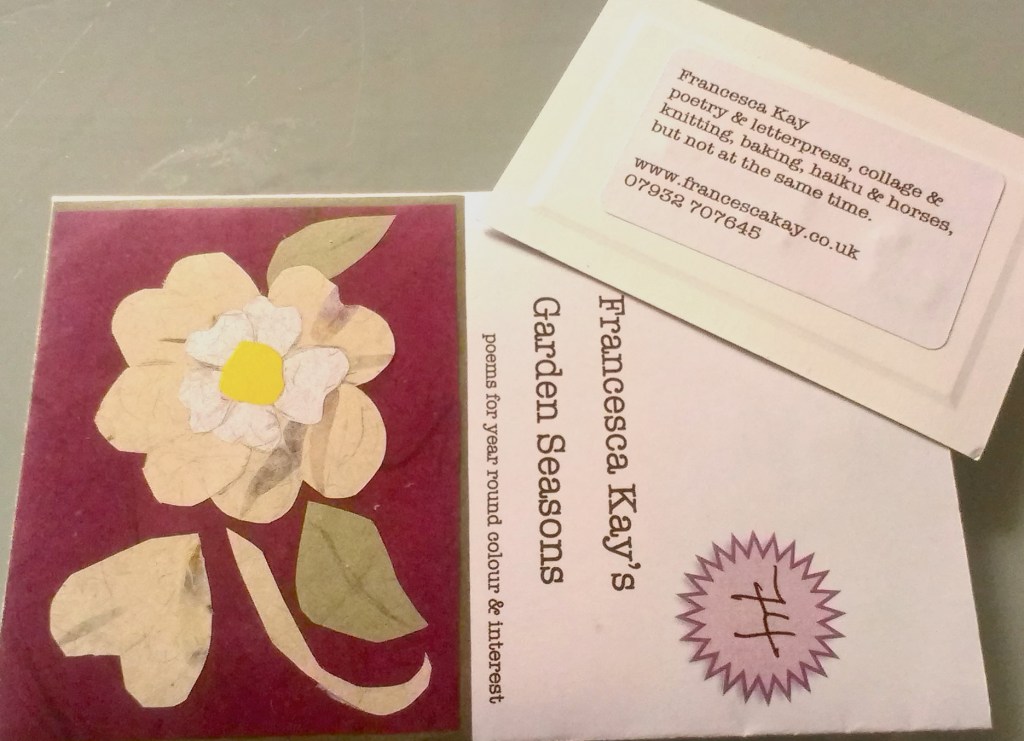 Francesca Kay
poetry & letterpress, collage &
knitting, baking, haiku & horses,
but not at the same time.
www.francescakay.co.uk
07932 707645
Francesca Kay's
Garden Seasons
poems for year round colour & interest
74